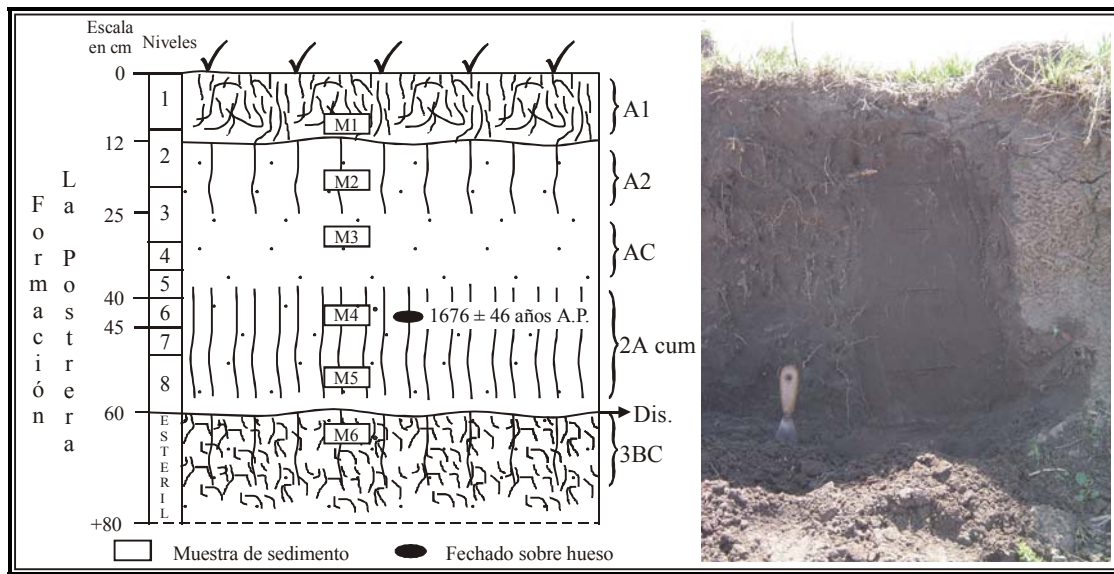 Escala
en cm
Niveles
0
12
25
40
45
60
+80
Formación
La Postrera
1
2
3
4
5
6
7
8
ESTERIL
M1
M2
M3
M4
M5
M6
1676 ± 46 años A.P.
A1
A2
AC
2A cum
Dis.
3BC
Muestra de sedimento
Fechado sobre hueso